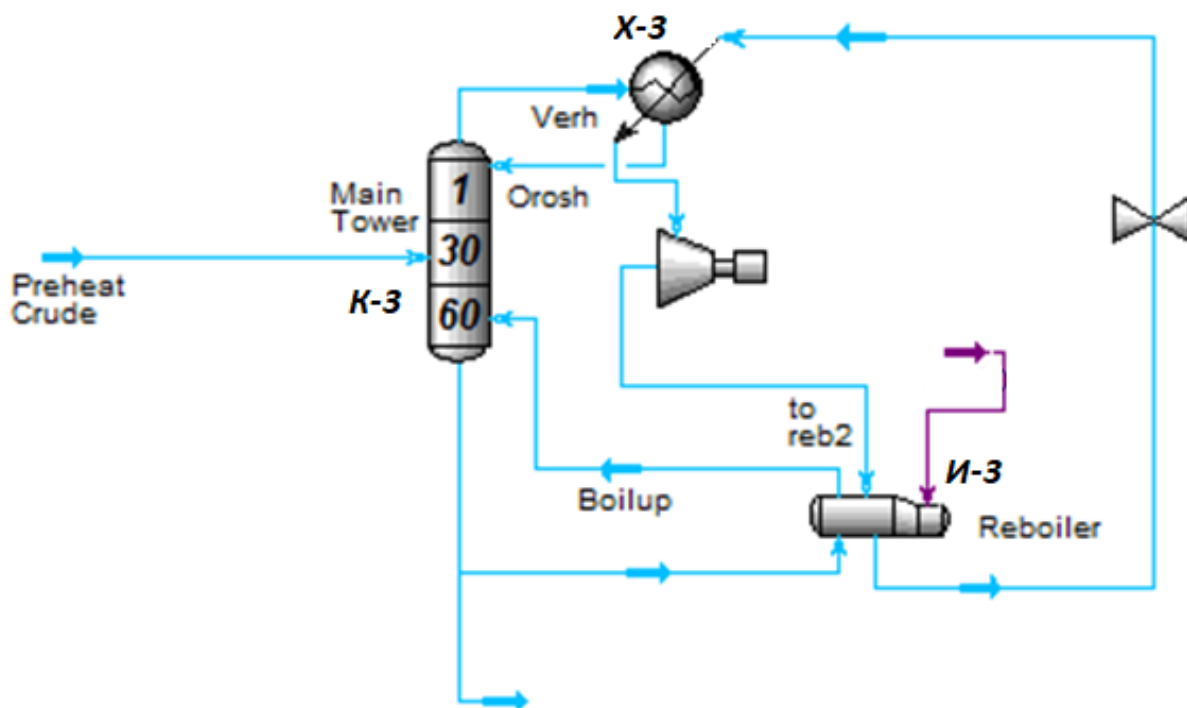 Х-3
Verh
Main
Tower
1
Orosh
30
Preheat
Crude
К-3
60
to
reb2
И-3
Boilup
Reboiler